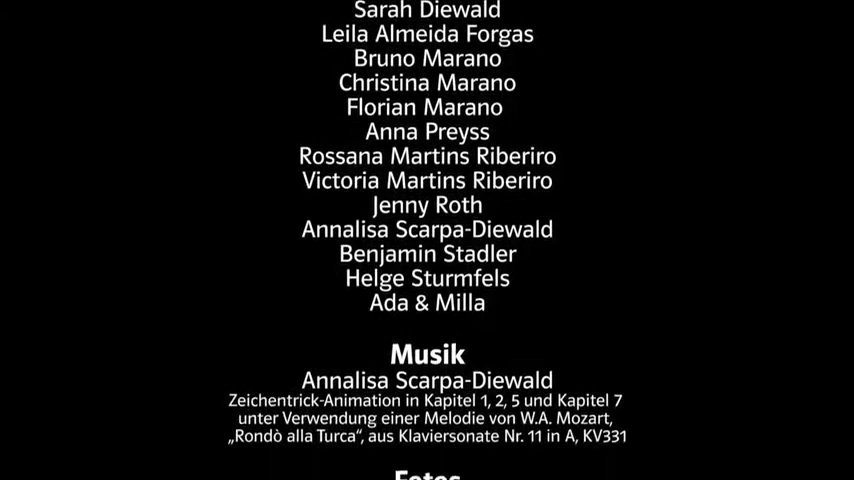 Sarah Diewald
Leila Almeida Forgas
Bruno Marano
Christina Marano
Florian Marano
Anna Preyss
Rossana Martins Riberiro
Victoria Martins Riberiro
Jenny Roth
Annalisa Scarpa-Diewald
Benjamin Stadler
Helge Sturmfels
Ada & Milla
Musik
Annalisa Scarpa-Diewald
Zeichentrick-Animation in Kapitel 1, 2, 5 und Kapitel 7
unter Verwendung einer Melodie von W.A. Mozart,
„Rondò alla Turca“, aus Klaviersonate Nr. 11 in A, KV331
Fotos